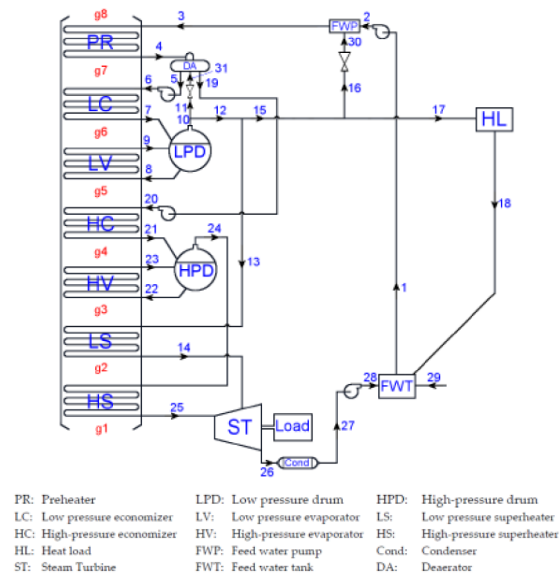 g8
3
2
FWP
PR
4
30
g7
DA
31
6
5
19
LC
16
7
11
10
12
15
17
HL
g6
9
LPD
LV
8
18
g5
20
HC
24
21
g4
13
23
HPD
HV
22
1
g3
LS
14
g2
28
29
FWT
HS
25
ST
Load
27
g1
26
Cond
PR: Preheater
LPD: Low pressure drum
HPD: High-pressure drum
LC: Low pressure economizer
LV: Low pressure evaporator
LS: Low pressure superheater
HC: High-pressure economizer
HV: High-pressure evaporator
HS: High-pressure superheater
HL: Heat load
FWP: Feed water pump
Cond: Condenser
ST: Steam Turbine
FWT: Feed water tank
DA: Deaerator